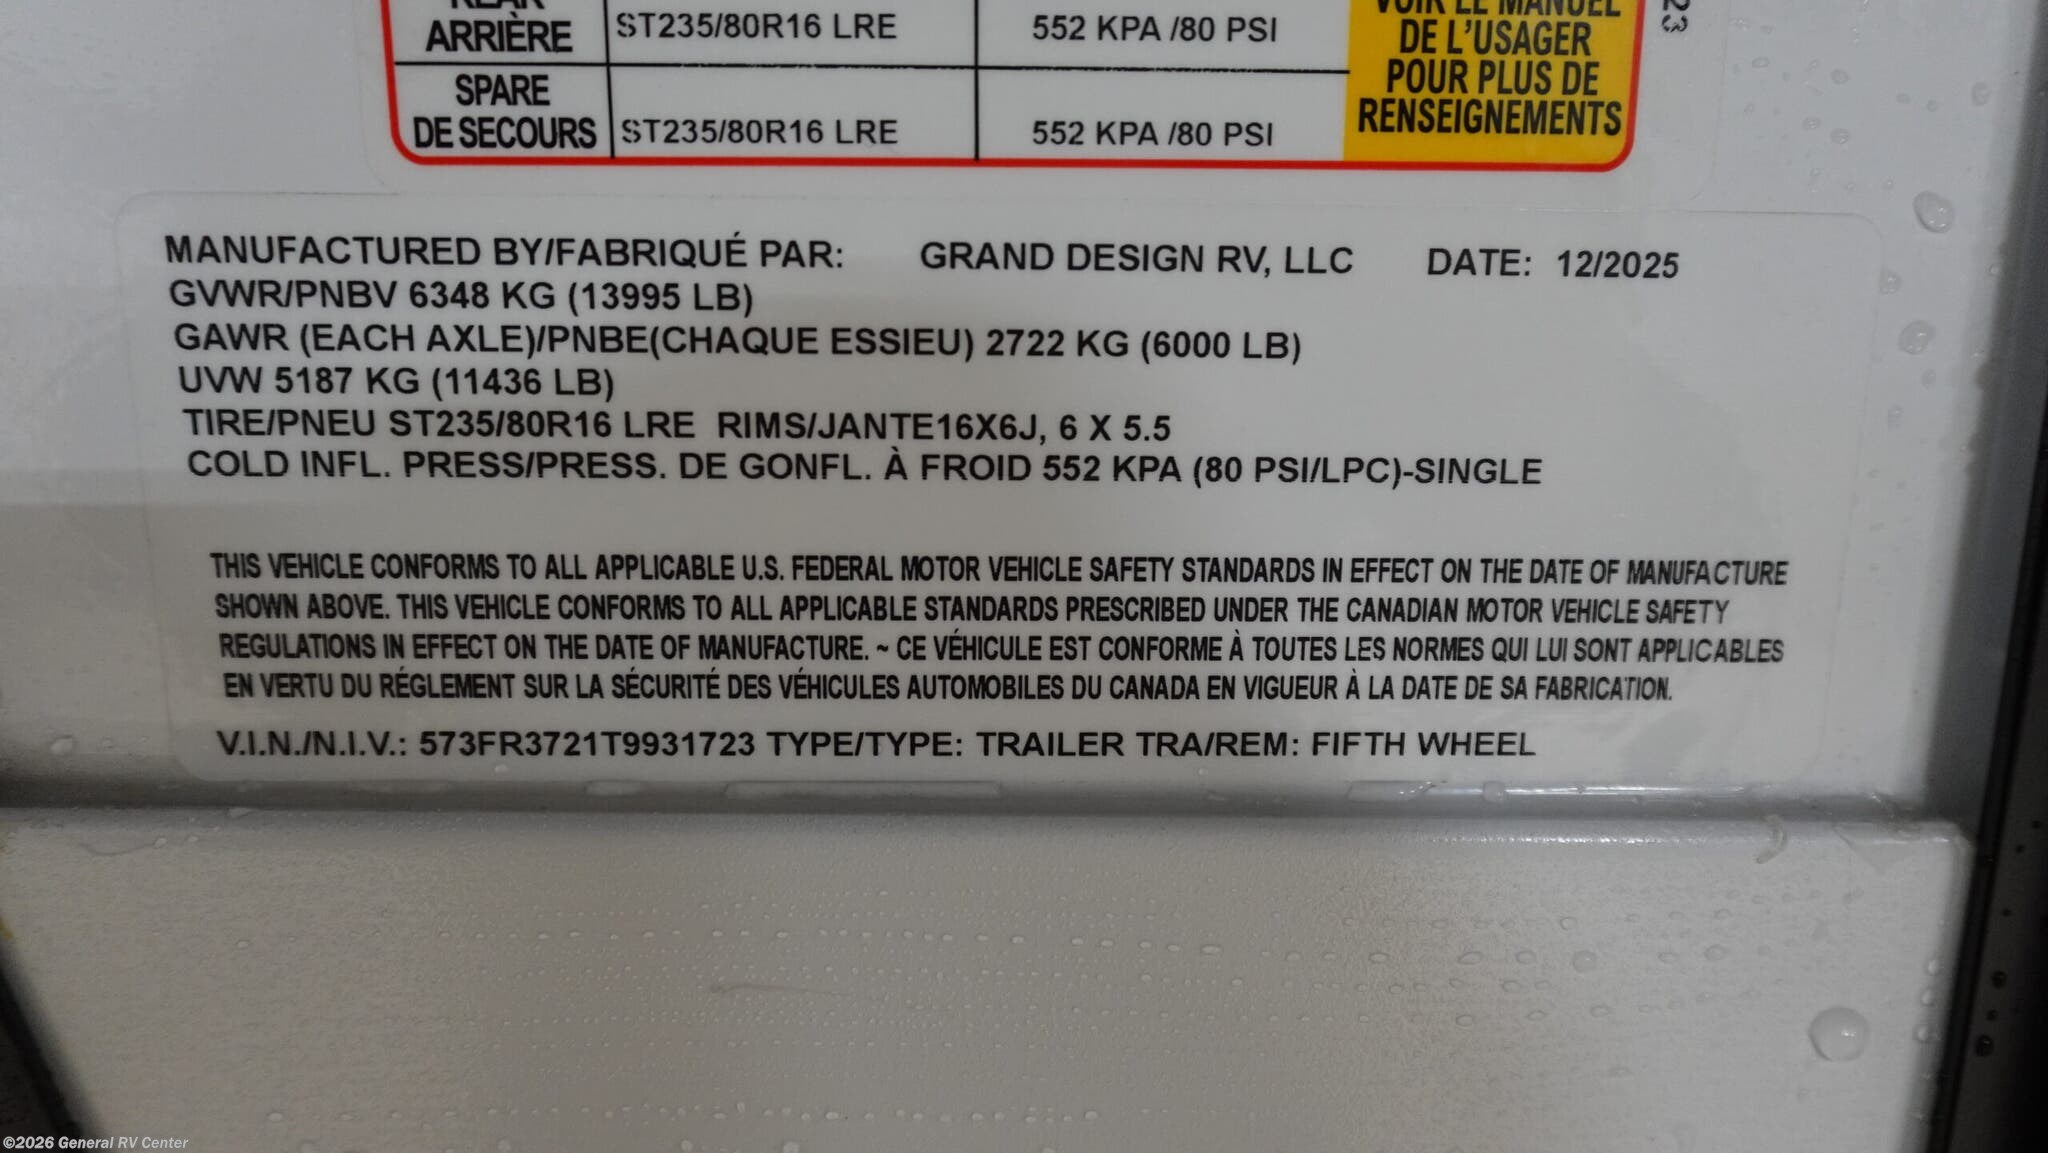 REAR
ARRIÈRE ST235/80R16 LRE 552 KPA /80 PSI
SPARE
DE SECOURS ST235/80R16 LRE 552 KPA /80 PSI
VOIR LE MANUEL
DE L'USAGER
POUR PLUS DE
RENSEIGNEMENTS
23
MANUFACTURED BY/FABRIQUÉ PAR: GRAND DESIGN RV, LLC DATE: 12/2025
GVWR/PNBV 6348 KG (13995 LB)
GAWR (EACH AXLE)/PNBE(CHAQUE ESSIEU) 2722 KG (6000 LB)
UVW 5187 KG (11436 LB)
TIRE/PNEU ST235/80R16 LRE RIMS/JANTE16X6J, 6 X 5.5
COLD INFL. PRESS/PRESS. DE GONFL. À FROID 552 KPA (80 PSI/LPC)-SINGLE
THIS VEHICLE CONFORMS TO ALL APPLICABLE U.S. FEDERAL MOTOR VEHICLE SAFETY STANDARDS IN EFFECT ON THE DATE OF MANUFACTURE
SHOWN ABOVE. THIS VEHICLE CONFORMS TO ALL APPLICABLE STANDARDS PRESCRIBED UNDER THE CANADIAN MOTOR VEHICLE SAFETY
REGULATIONS IN EFFECT ON THE DATE OF MANUFACTURE. ~ CE VÉHICULE EST CONFORME À TOUTES LES NORMES QUI LUI SONT APPLICABLES
EN VERTU DU RÉGLEMENT SUR LA SÉCURITÉ DES VÉHICULES AUTOMOBILES DU CANADA EN VIGUEUR À LA DATE DE SA FABRICATION.
V.I.N./N.I.V.: 573FR3721T9931723 TYPE/TYPE: TRAILER TRA/REM: FIFTH WHEEL
©2026 General RV Center